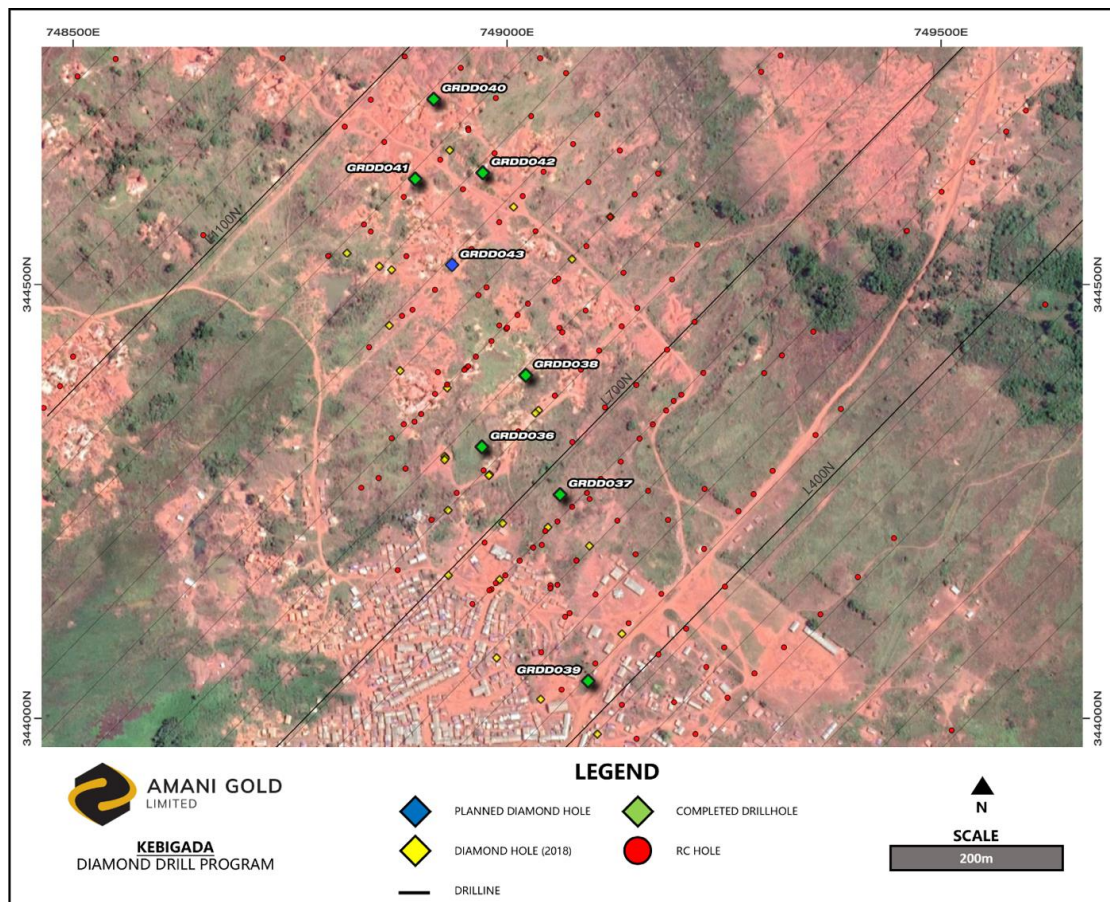 748500E
749000E
749500E
GRDD040
GRDD041
GRDD042
L1100N
GRDD043
344500N
344500N
GRDD038
L700N
GRDD036
L400N
GRDD037
GRDD039
344000N
344000N
AMANI GOLD
LIMITED
KEBIGADA
DIAMOND DRILL PROGRAM
LEGEND
PLANNED DIAMOND HOLE
COMPLETED DRILLHOLE
DIAMOND HOLE (2018)
RC HOLE
DRILLINE
N
SCALE
200m